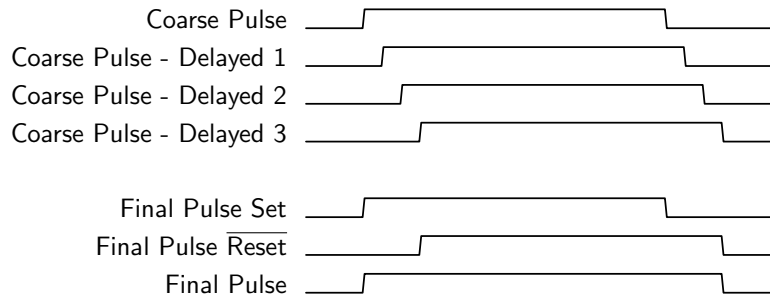 Coarse Pulse
Coarse Pulse - Delayed 1
Coarse Pulse - Delayed 2
Coarse Pulse - Delayed 3
Final Pulse Set
Final Pulse Reset
Final Pulse